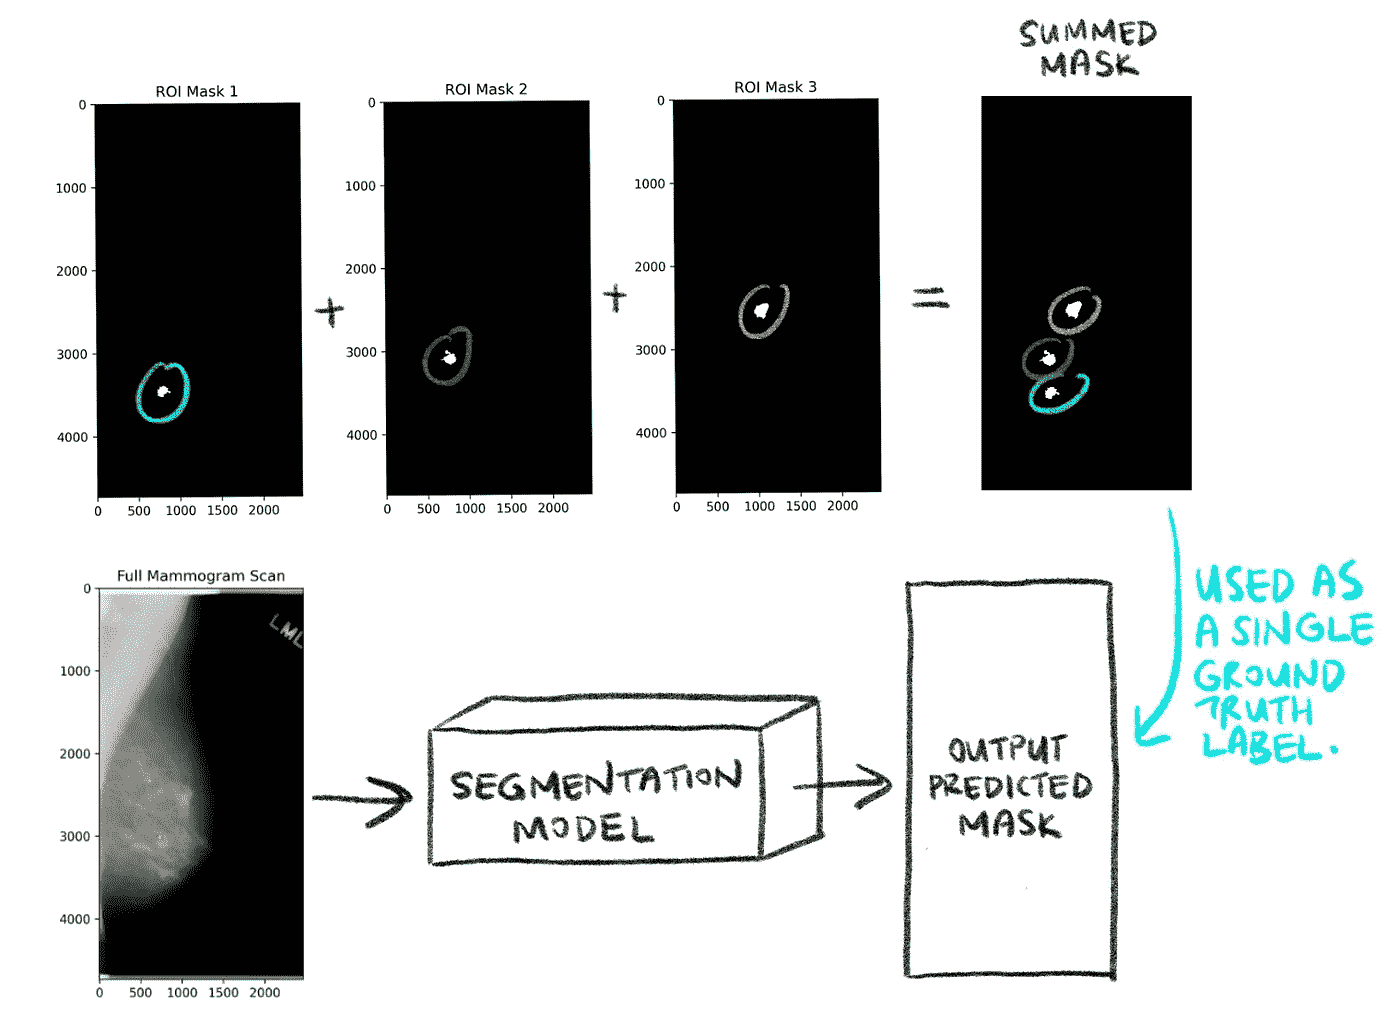 SUMMED
MASK
ROI Mask 1
ROI Mask 2
ROI Mask 3
0
1000
2000
3000
4000
0 500 1000 1500 2000
+
0
1000
2000
3000
4000
0 500 1000 1500 2000
+
0
1000
2000
3000
4000
0 500 1000 1500 2000
=
USED AS
A SINGLE
GROUND
TRUTH
LABEL.
Full Mammogram Scan
0
1000
2000
3000
4000
0 500 1000 1500 2000
LML
SEGMENTATION
MODEL
OUTPUT
PREDICTED
MASK